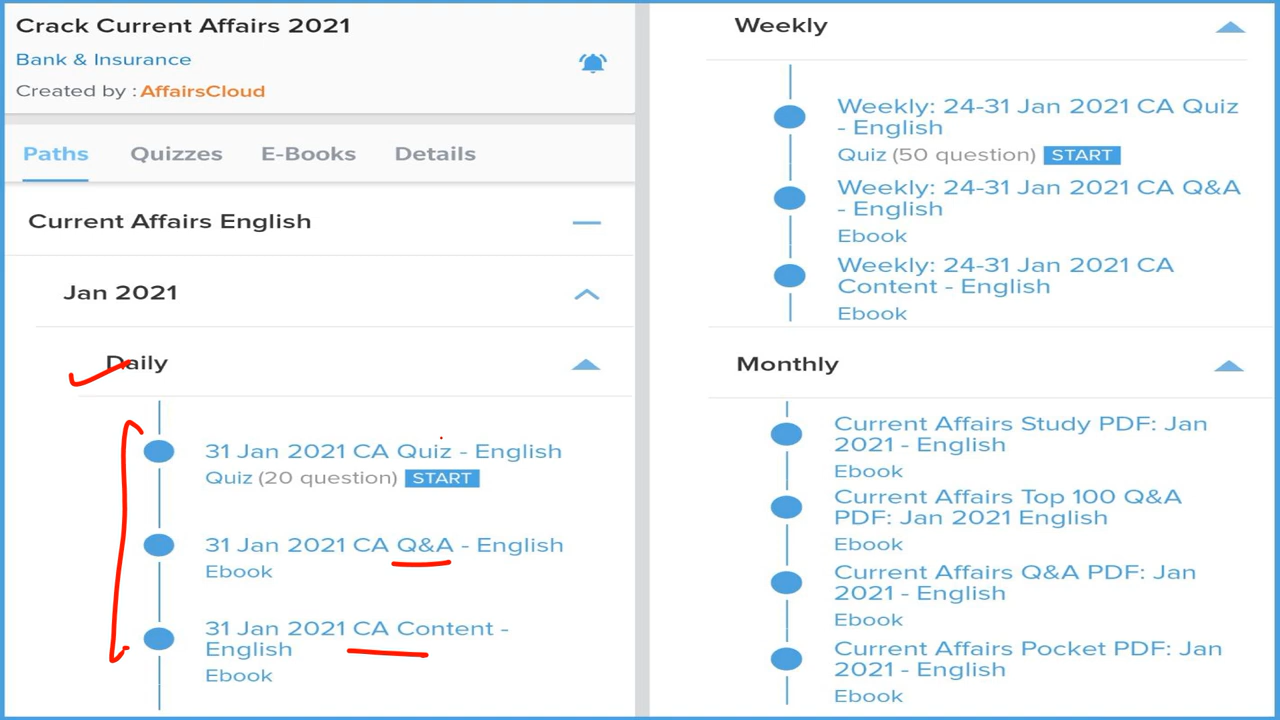 Crack Current Affairs 2021
Bank & Insurance
Created by : AffairsCloud
Paths Quizzes E-Books Details
Current Affairs English
Jan 2021
Daily
31 Jan 2021 CA Quiz - English
Quiz (20 question) START
31 Jan 2021 CA Q&A - English
Ebook
31 Jan 2021 CA Content -
English
Ebook
Weekly
Weekly: 24-31 Jan 2021 CA Quiz
- English
Quiz (50 question) START
Weekly: 24-31 Jan 2021 CA Q&A
- English
Ebook
Weekly: 24-31 Jan 2021 CA
Content - English
Ebook
Monthly
Current Affairs Study PDF: Jan
2021 - English
Ebook
Current Affairs Top 100 Q&A
PDF: Jan 2021 English
Ebook
Current Affairs Q&A PDF: Jan
2021 - English
Ebook
Current Affairs Pocket PDF: Jan
2021 - English
Ebook